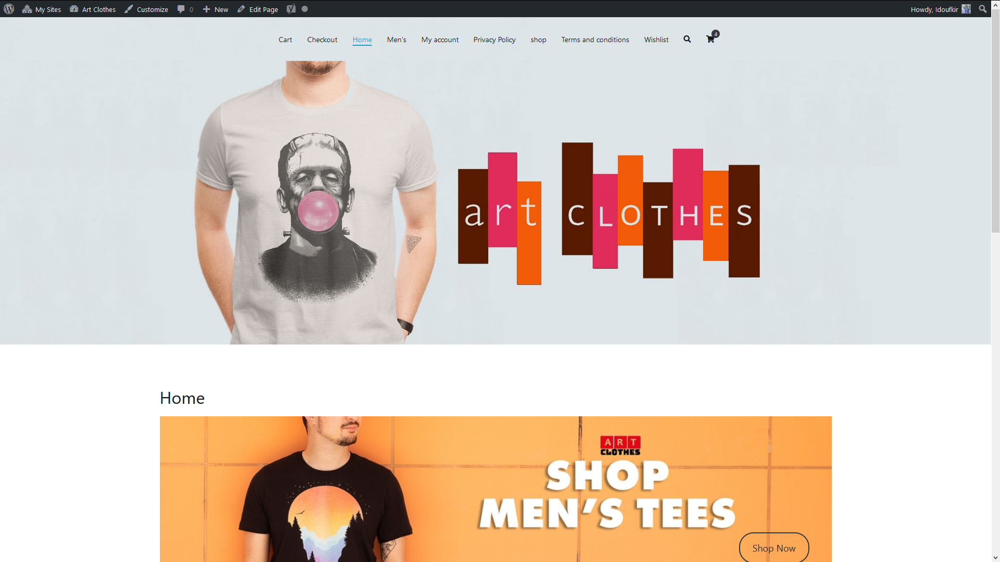 My Sites Art Clothes Customize 0 New Edit Page Howdy, Idoufkir
Cart Checkout Home Men's My account Privacy Policy shop Terms and conditions Wishlist 4
art CLOTHES
Home
ART
CLOTHES
SHOP
MEN'S TEES
Shop Now